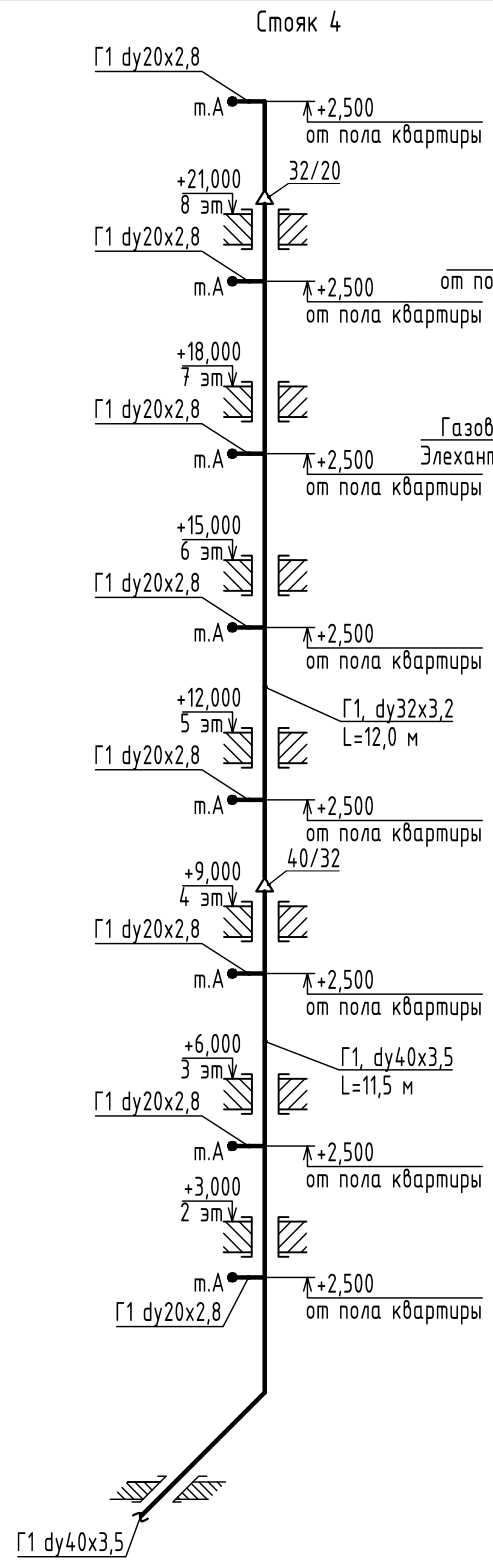 Стояк 4
Г1 dy20x2,8
т.А
+2,500
от пола квартиры
32/20
+21,000
8 эт
Г1 dy20x2,8
т.А
+2,500
от пола квартиры
от по
+18,000
7 эт
Г1 dy20x2,8
т.А
+2,500
от пола квартиры
Газов
Элехант
+15,000
6 эт
Г1 dy20x2,8
т.А
+2,500
от пола квартиры
+12,000
5 эт
Г1, dy32x3,2
L=12,0 м
Г1 dy20x2,8
т.А
+2,500
от пола квартиры
40/32
+9,000
4 эт
Г1 dy20x2,8
т.А
+2,500
от пола квартиры
+6,000
3 эт
Г1, dy40x3,5
L=11,5 м
Г1 dy20x2,8
т.А
+2,500
от пола квартиры
+3,000
2 эт
т.А
+2,500
от пола квартиры
Г1 dy20x2,8
Г1 dy40x3,5